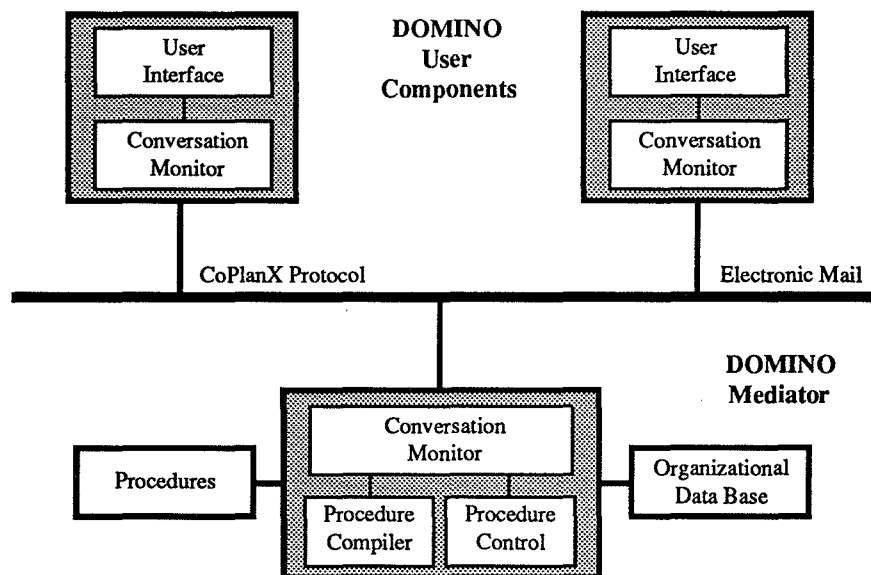 User
Interface
Conversation
Monitor
DOMINO
User
Components
User
Interface
Conversation
Monitor
CoPlanX Protocol
Electronic Mail
DOMINO
Mediator
Conversation
Monitor
Procedures
Procedure
Compiler
Procedure
Control
Organizational
Data Base